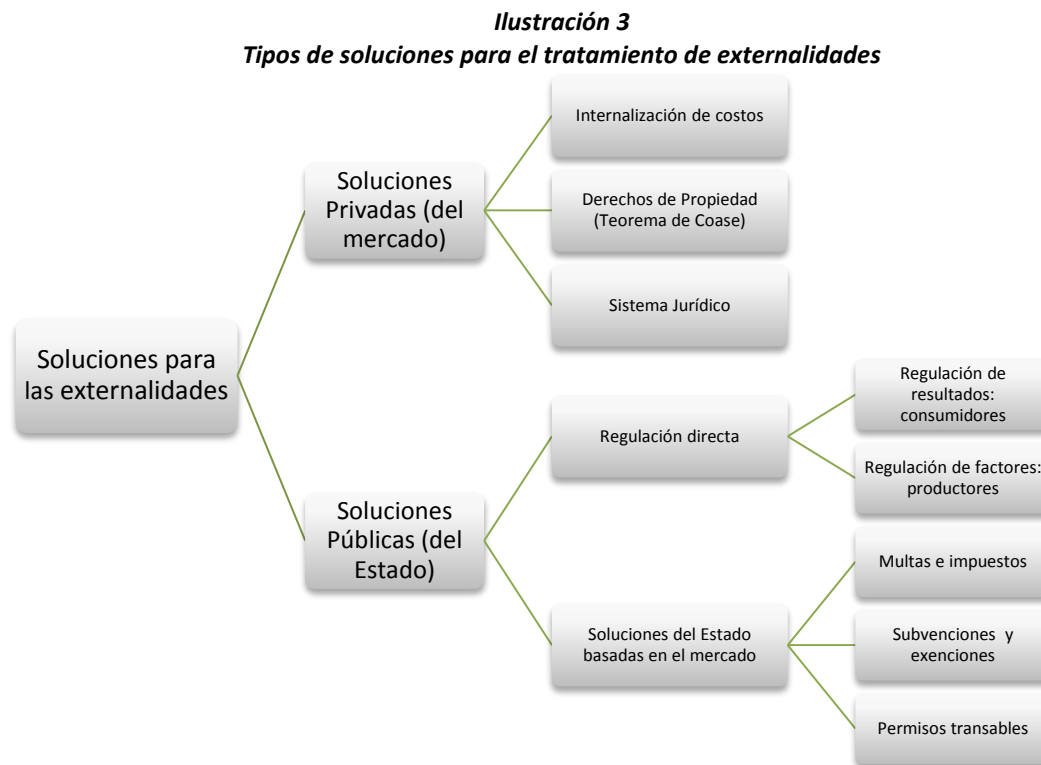 Ilustración 3
Tipos de soluciones para el tratamiento de externalidades
Soluciones para
las externalidades
Soluciones
Privadas (del
mercado)
Internalización de costos
Derechos de Propiedad
(Teorema de Coase)
Sistema Jurídico
Soluciones
Públicas (del
Estado)
Regulación directa
Regulación de
resultados:
consumidores
Regulación de factores:
productores
Soluciones del Estado
basadas en el mercado
Multas e impuestos
Subvenciones y
exenciones
Permisos transables